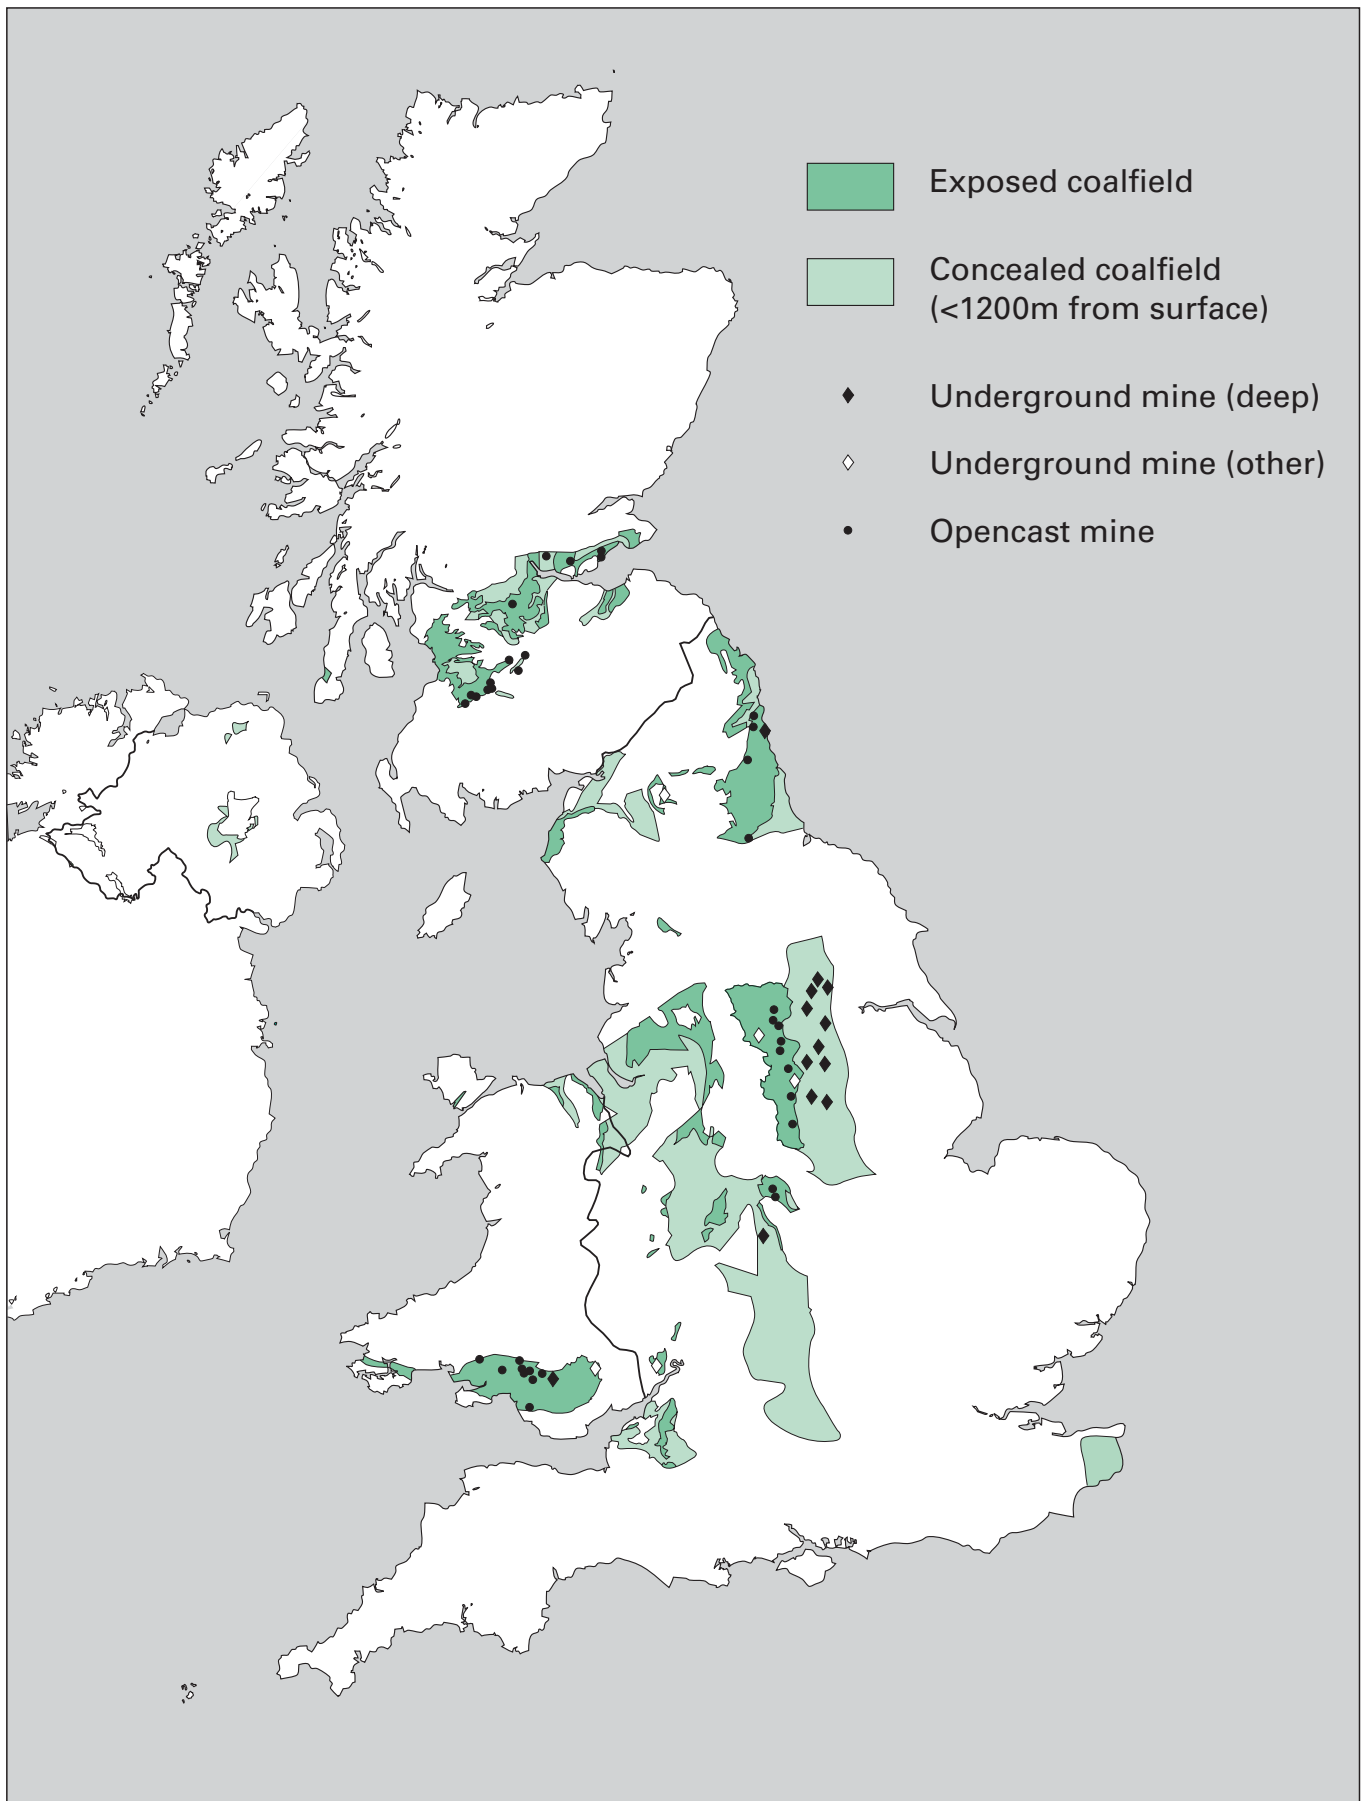 Exposed coalfield
Concealed coalfield
(<1200m from surface)
Underground mine (deep)
Underground mine (other)
Opencast mine